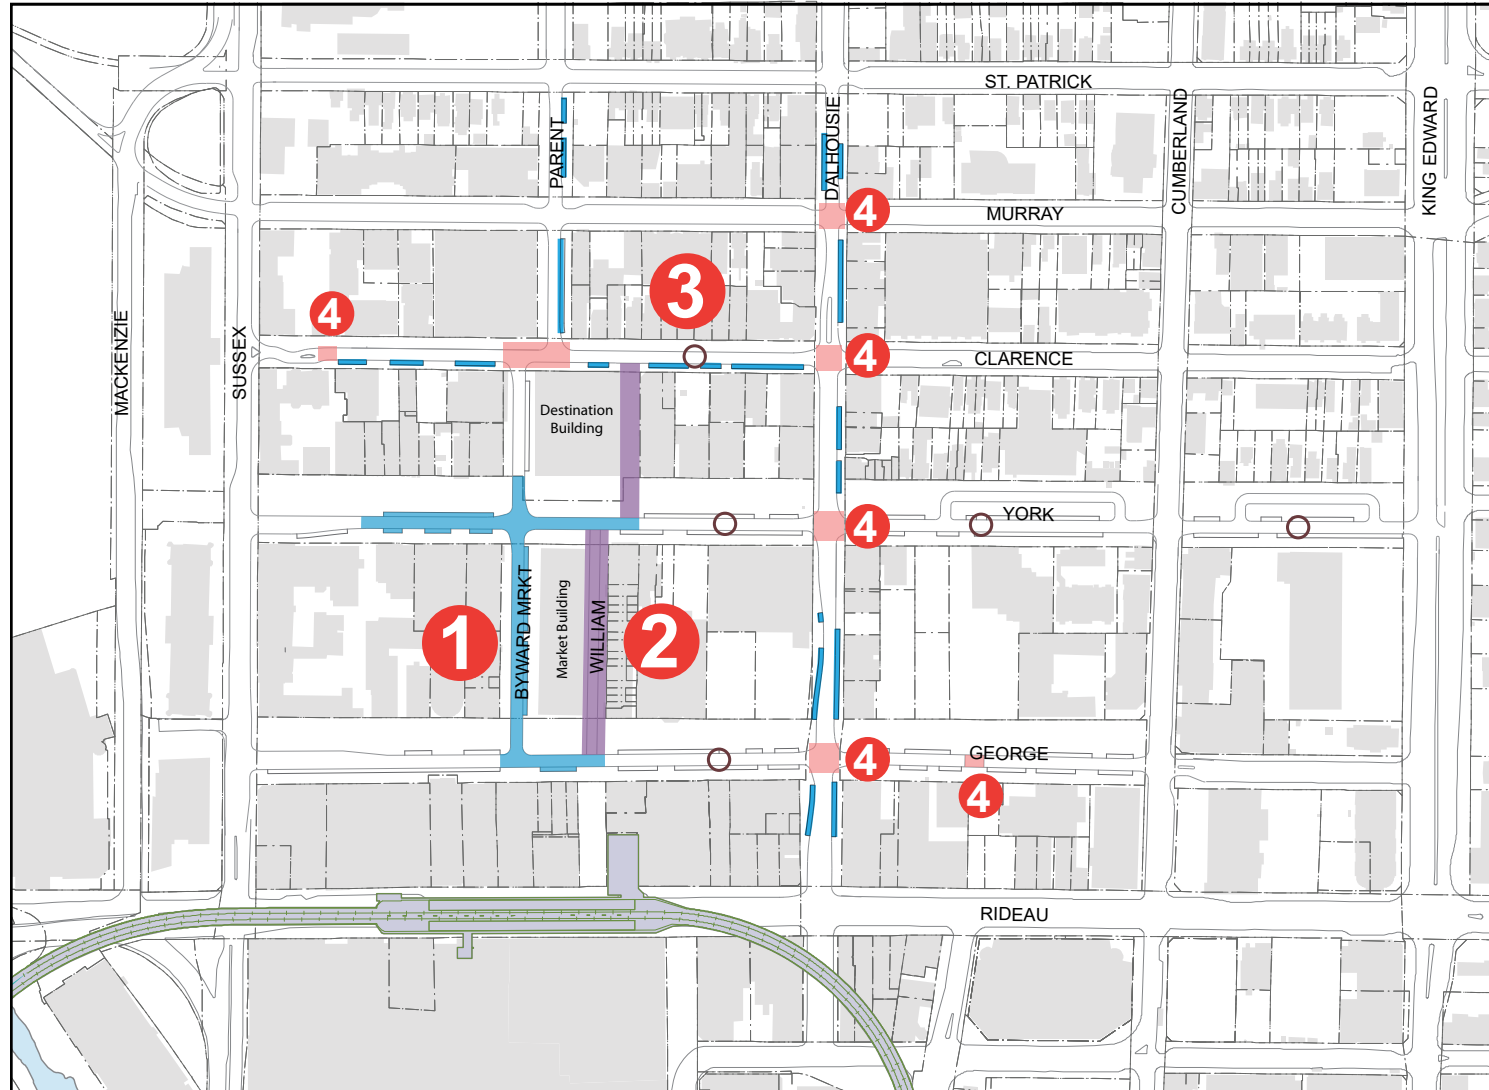 ST. PATRICK
PARENT
DALHOUSIE
CUMBERLAND
KING EDWARD
4
MURRAY
3
4
MACKENZIE
SUSSEX
4
CLARENCE
Destination
Building
YORK
4
BYWARD MRKT
Market Building
WILLIAM
1
2
GEORGE
4
4
RIDEAU